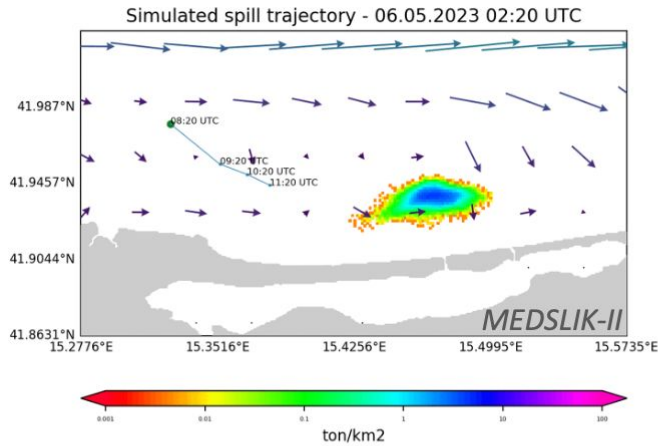 Simulated spill trajectory - 06.05.2023 02:20 UTC
41.987°N
08:20 UTC
09:20 UTC
10:20 UTC
41.9457°N
11:20 UTC
41.9044°N
MEDSLIK-II
41.8631°N
15.2776°E 15.3516°E 15.4256°E 15.4995°E 15.5735°E
0.001 0.01 0.1 1 10 100
ton/km2